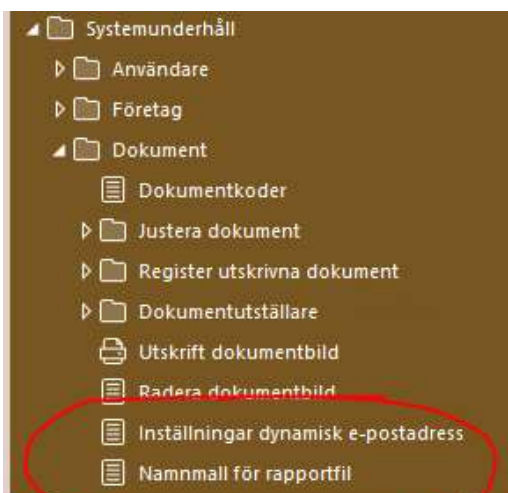 Systemunderhåll
Användare
Företag
Dokument
Dokumentkoder
Justera dokument
Register utskrivna dokument
Dokumentutställare
Utskrift dokumentbild
Radera dokumentbild
Inställningar dynamisk e-postadress
Namnmall för rapportfil